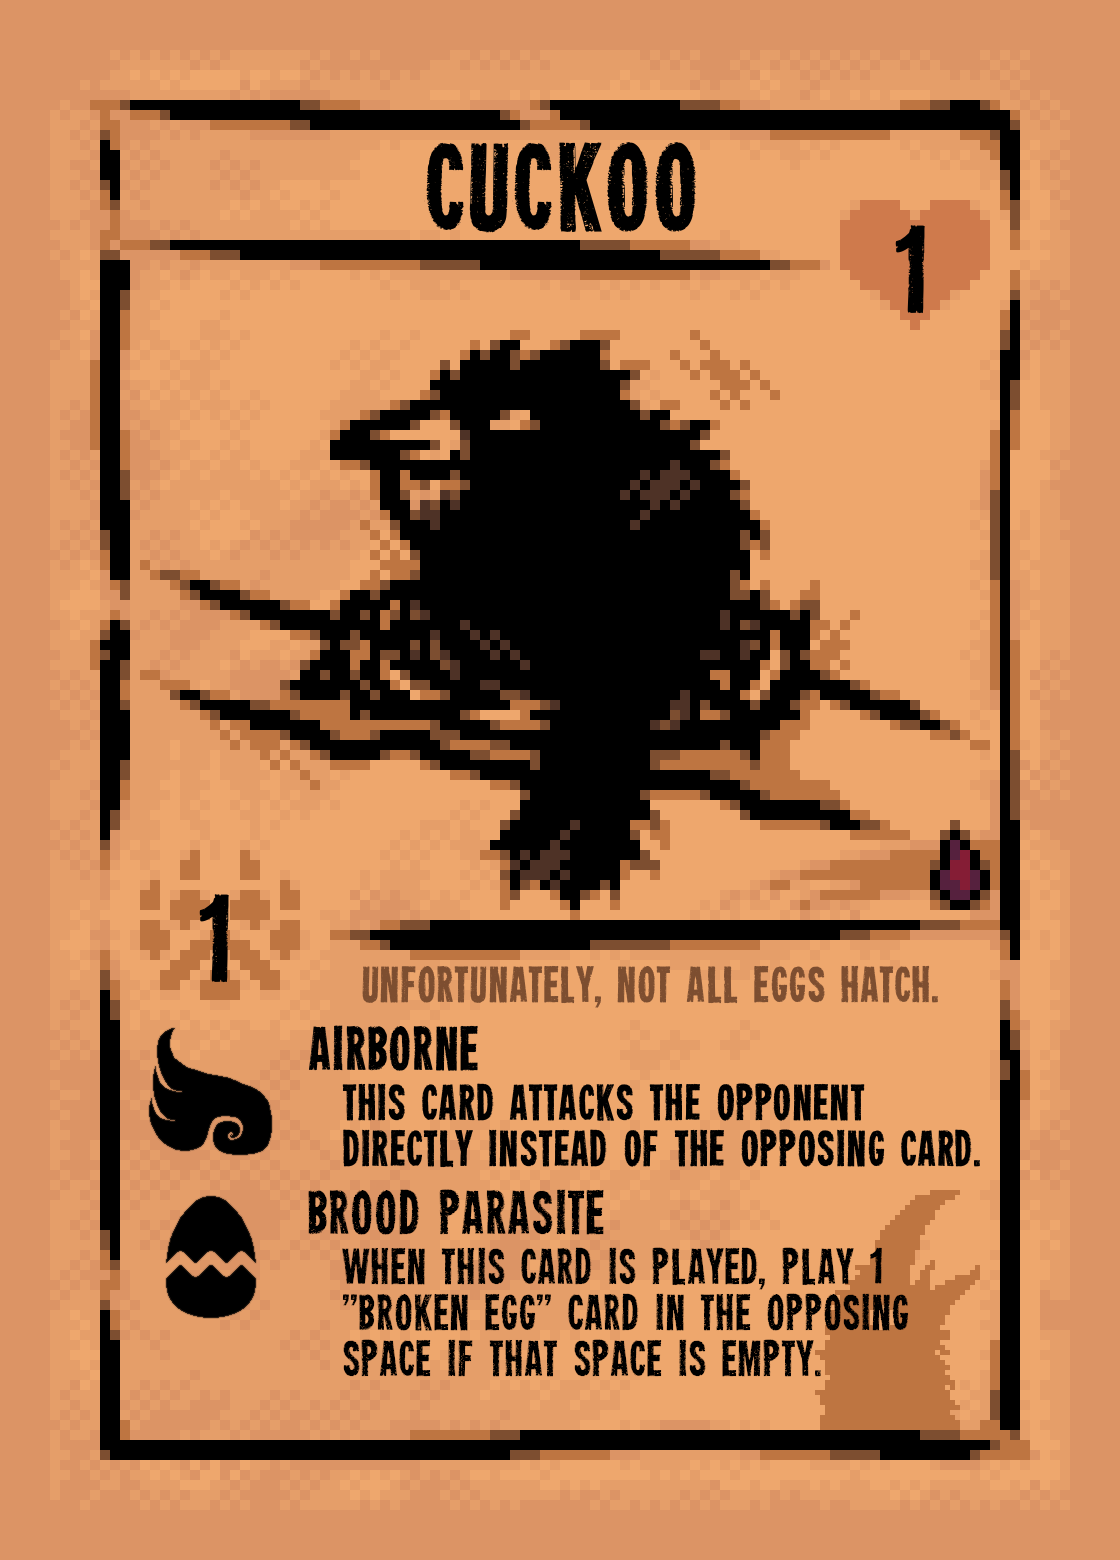 CUCKOO
1
1
UNFORTUNATELY, NOT ALL EGGS HATCH.
AIRBORNE
THIS CARD ATTACKS THE OPPONENT
DIRECTLY INSTEAD OF THE OPPOSING CARD.
BROOD PARASITE
WHEN THIS CARD IS PLAYED, PLAY 1
"BROKEN EGG" CARD IN THE OPPOSING
SPACE IF THAT SPACE IS EMPTY.